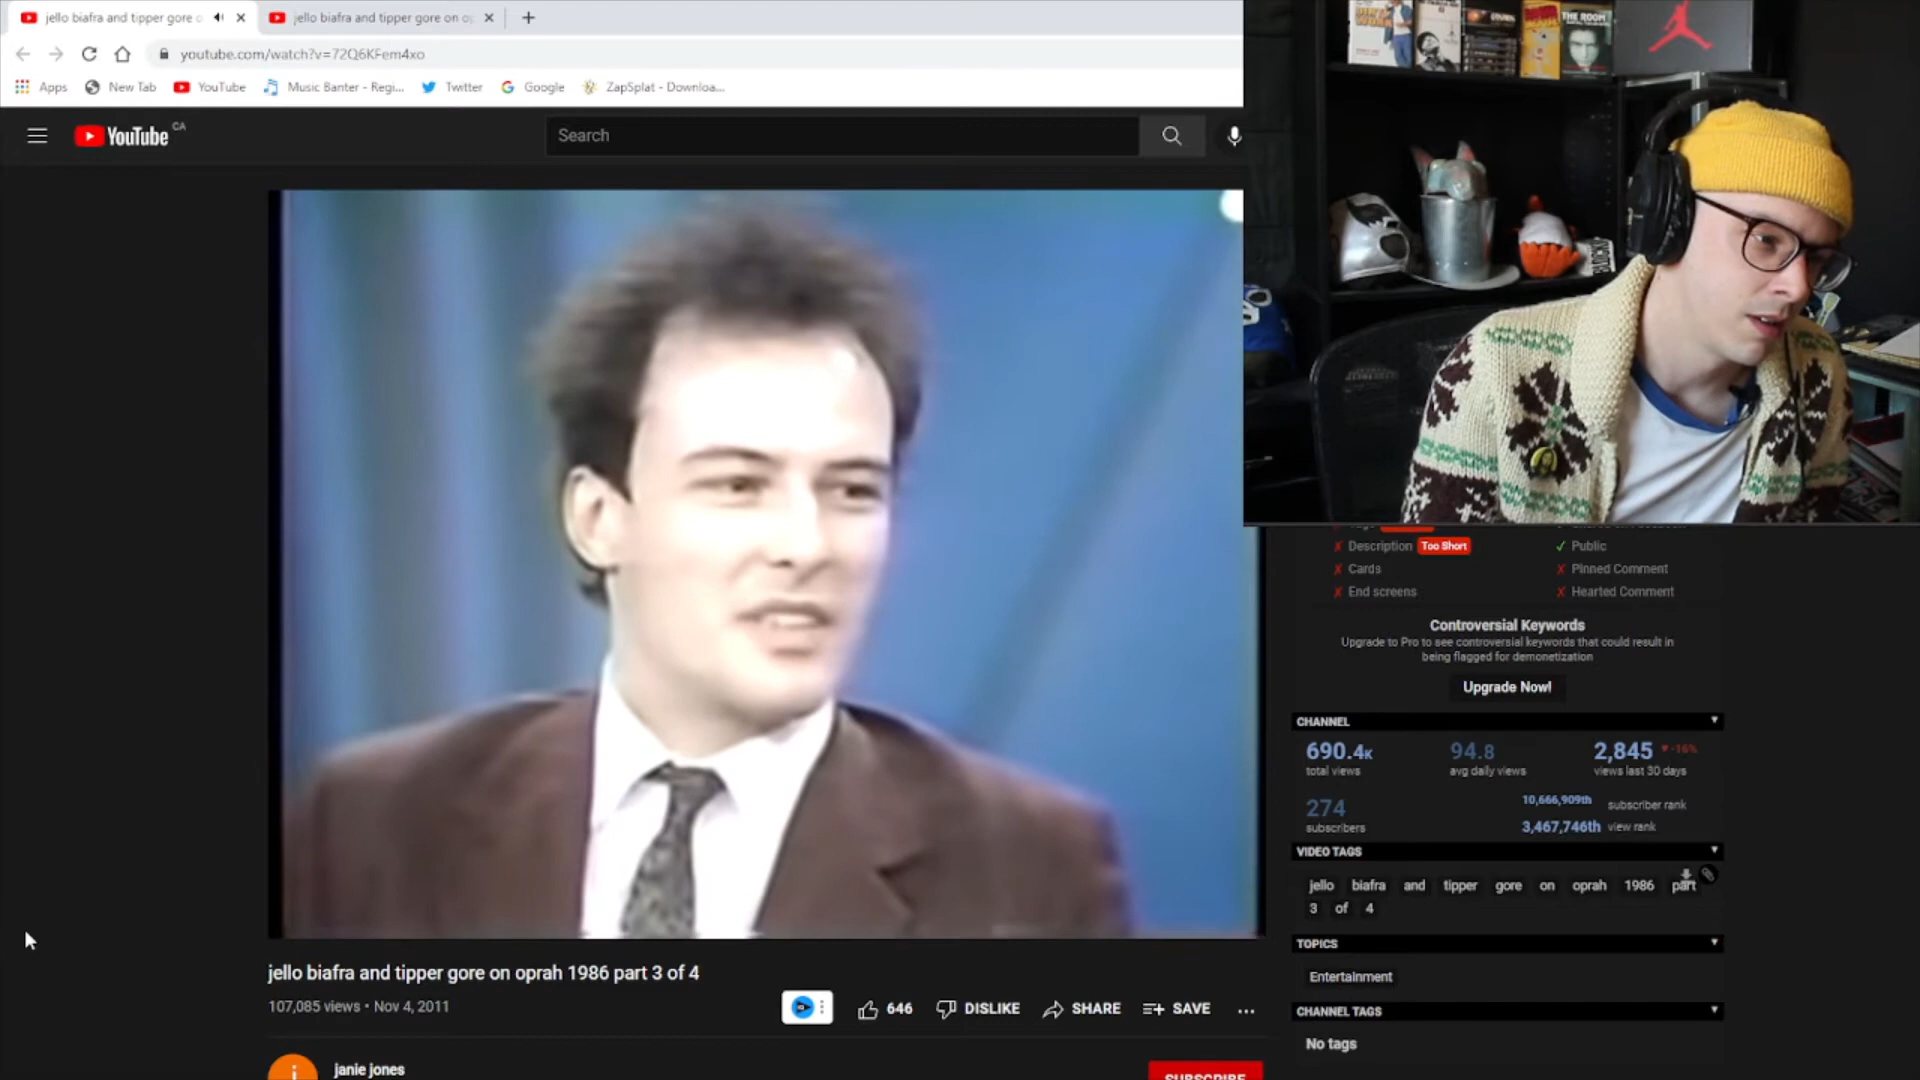 jello biafra and tipper gore o
jello biafra and tipper gore on o
youtube.com/watch?v=72Q6KFem4xo
Apps
New Tab
YouTube
Music Banter - Regi...
Twitter
Google
ZapSplat - Downloa...
YouTube CA
Search
THE ROOM
Description Too Short
Public
Cards
Pinned Comment
End screens
Hearted Comment
Controversial Keywords
Upgrade to Pro to see controversial keywords that could result in
being flagged for demonetization
Upgrade Now!
CHANNEL
690.4K
94.8
2,845 -16%
total views
avg daily views
views last 30 days
274
10,666,909th subscriber rank
subscribers
3,467,746th view rank
VIDEO TAGS
jello biafra and tipper gore on oprah 1986 part
3 of 4
TOPICS
Entertainment
CHANNEL TAGS
No tags
jello biafra and tipper gore on oprah 1986 part 3 of 4
107,085 views • Nov 4, 2011
646
DISLIKE
SHARE
SAVE
janie jones
SUBSCRIBE